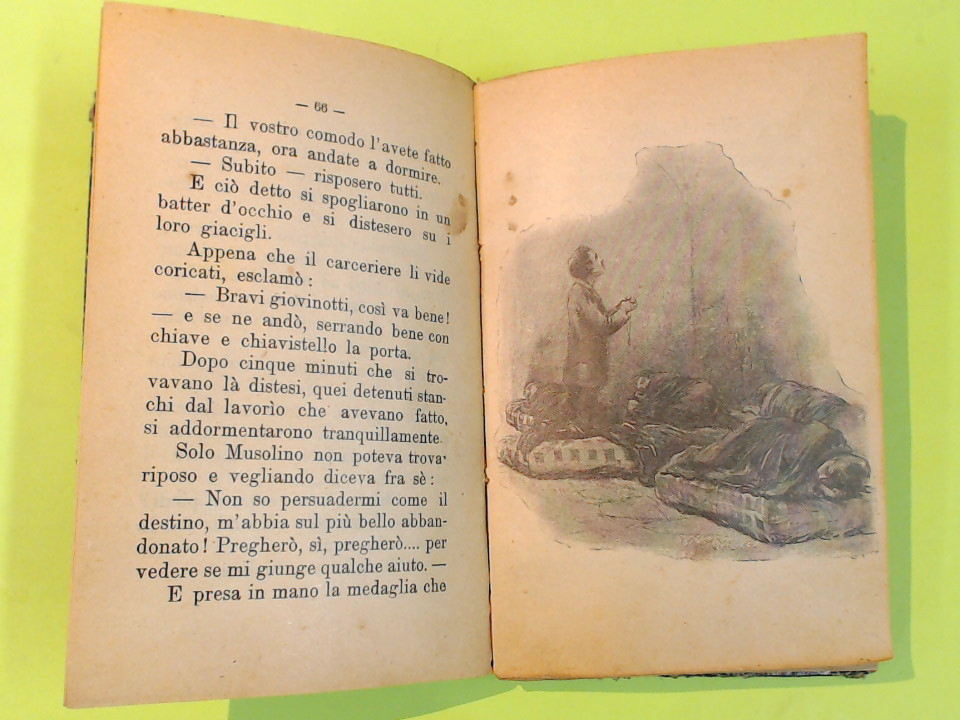 — 66 —
— Il vostro comodo l'avete fatto
abbastanza, ora andate a dormire.
— Subito — risposero tutti.
E ciò detto si spogliarono in un
batter d'occhio e si distesero su i
loro giacigli.
Appena che il carceriere li vide
coricati, esclamò:
— Bravi giovinotti, così va bene!
— e se ne andò, serrando bene con
chiave e chiavistello la porta.
Dopo cinque minuti che si tro-
vavano là distesi, quei detenuti stan-
chi dal lavorìo che avevano fatto,
si addormentarono tranquillamente.
Solo Musolino non poteva trovar
riposo e vegliando diceva fra sè:
— Non so persuadermi come il
destino, m'abbia sul più bello abban-
donato! Pregherò, sì, pregherò.... per
vedere se mi giunge qualche aiuto. —
E presa in mano la medaglia che